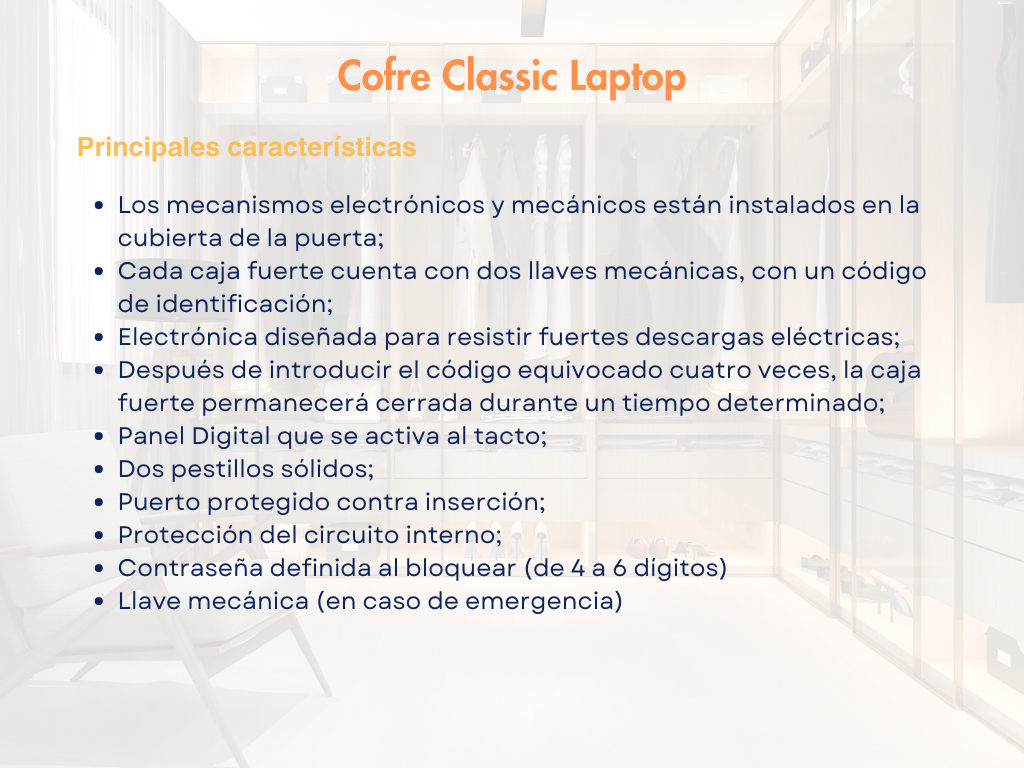 Cofre Classic Laptop
Principales características
• Los mecanismos electrónicos y mecánicos están instalados en la
cubierta de la puerta;
• Cada caja fuerte cuenta con dos llaves mecánicas, con un código
de identificación;
• Electrónica diseñada para resistir fuertes descargas eléctricas;
• Después de introducir el código equivocado cuatro veces, la caja
fuerte permanecerá cerrada durante un tiempo determinado;
• Panel Digital que se activa al tacto;
• Dos pestillos sólidos;
• Puerto protegido contra inserción;
• Protección del circuito interno;
• Contraseña definida al bloquear (de 4 a 6 dígitos)
• Llave mecánica (en caso de emergencia)